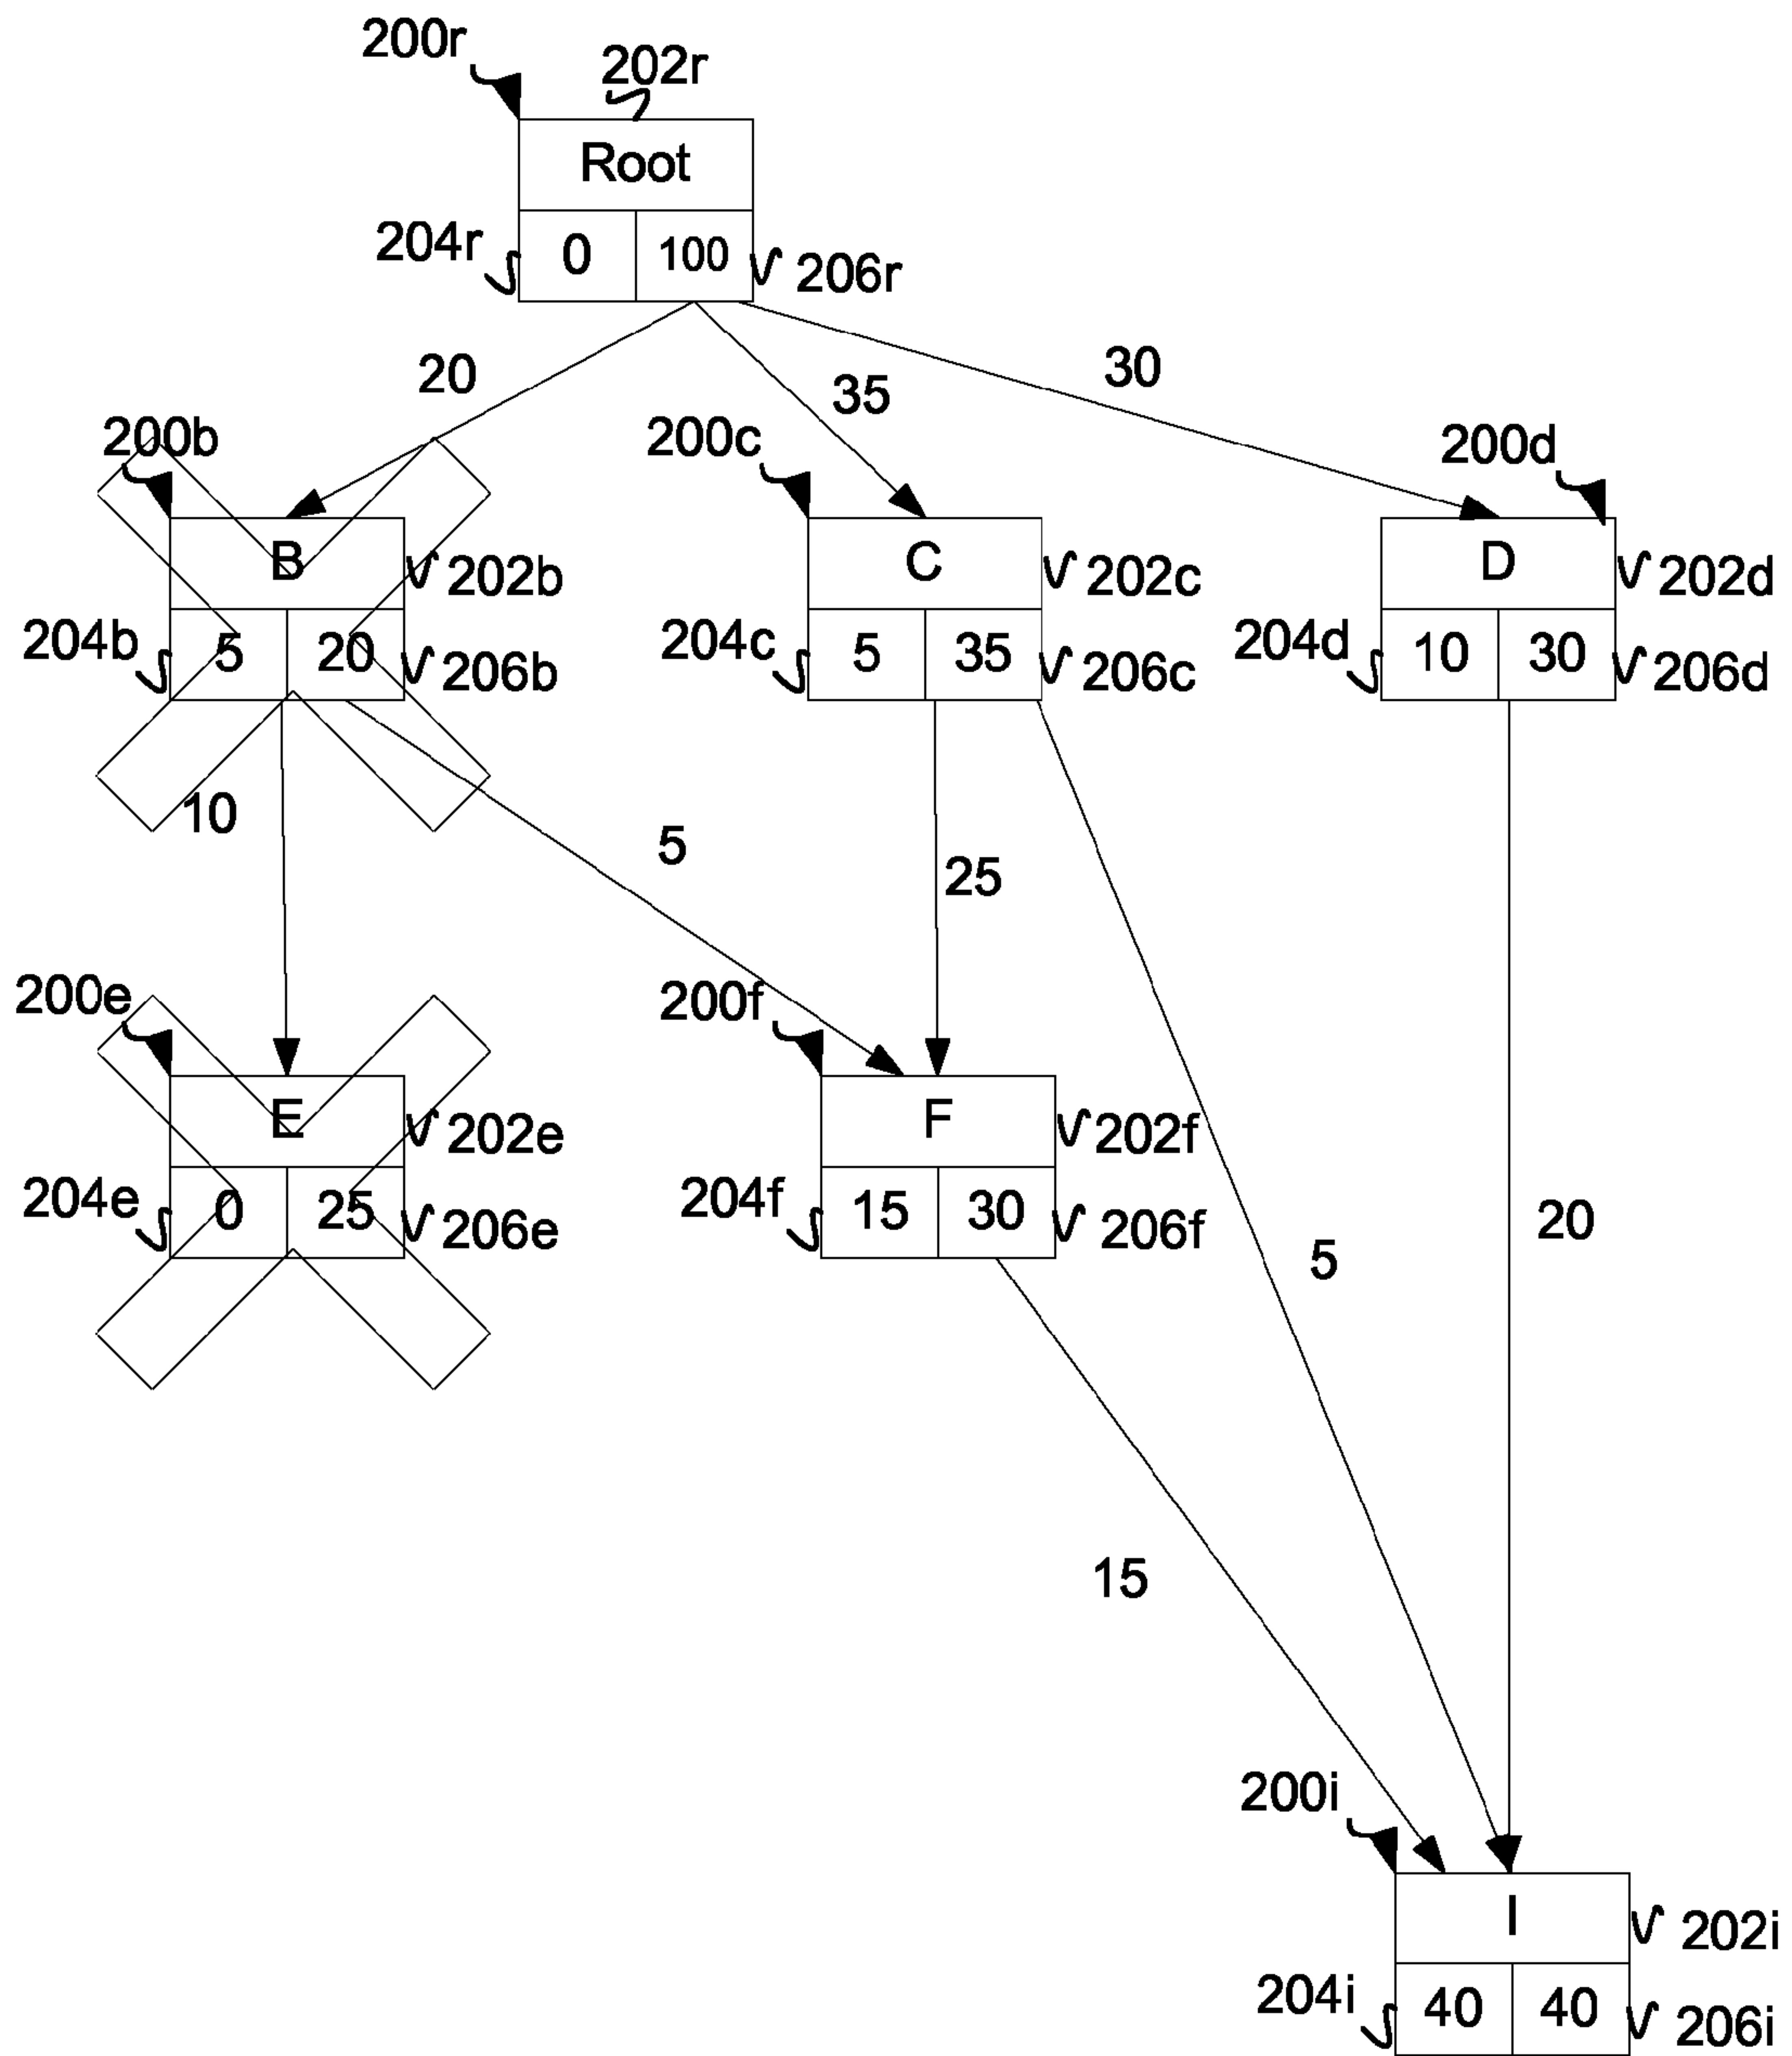 200r
202r
Root
204r
0
100
206r
20
35
30
200b
200c
200d
B
202b
C
202c
D
202d
204b
5
20
206b
204c
5
35
206c
204d
10
30
206d
10
5
25
200e
200f
E
202e
F
202f
204e
0
25
206e
204f
15
30
206f
5
20
15
200i
I
202i
204i
40
40
206i